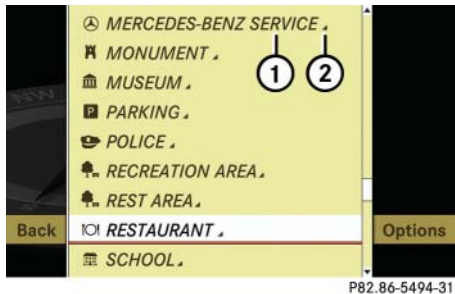 MERCEDES-BENZ SERVICE
1 2
MONUMENT
MUSEUM
P PARKING
POLICE
RECREATION AREA
REST AREA
Back RESTAURANT Options
SCHOOL
P82.86-5494-31